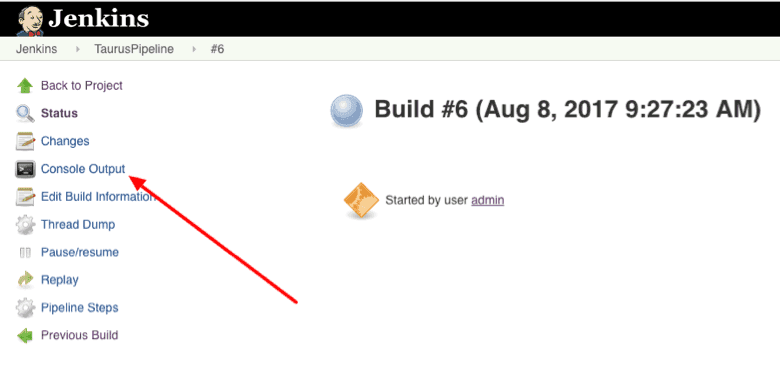 Jenkins
Jenkins TaurusPipeline #6
Back to Project
Status
Changes
Console Output
Edit Build Information
Thread Dump
Pause/resume
Replay
Pipeline Steps
Previous Build
Build #6 (Aug 8, 2017 9:27:23 AM)
Started by user admin